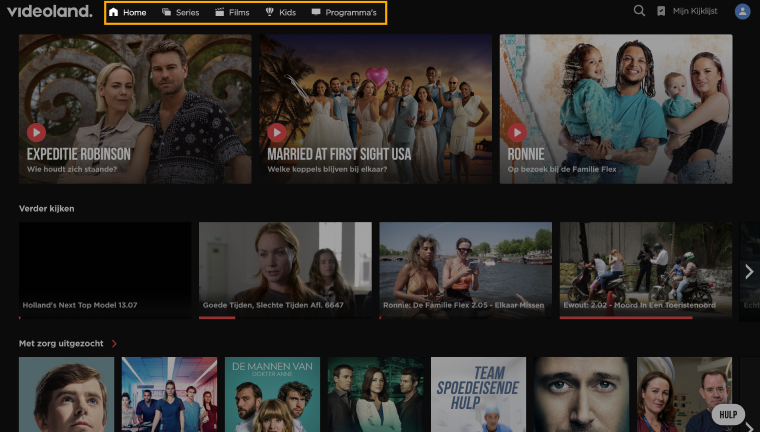 videoland.
Home Series Films Kids Programma's
Mijn Kijklijst
EXPEDITIE ROBINSON
Wie houdt zich staande?
MARRIED AT FIRST SIGHT USA
Welke koppels blijven bij elkaar?
RONNIE
Op bezoek bij de Familie Flex
Verder kijken
Holland's Next Top Model 13.07
Goede Tijden, Slechte Tijden Afl. 6647
Ronnie: De Familie Flex 2.05 - Elkaar Missen
Ewout: 2.02 - Moord In Een Toeristenoord
Met zorg uitgezocht
DE MANNEN VAN
DOKTER ANNE
TEAM
SPOEDEISENDE
HULP
HULP